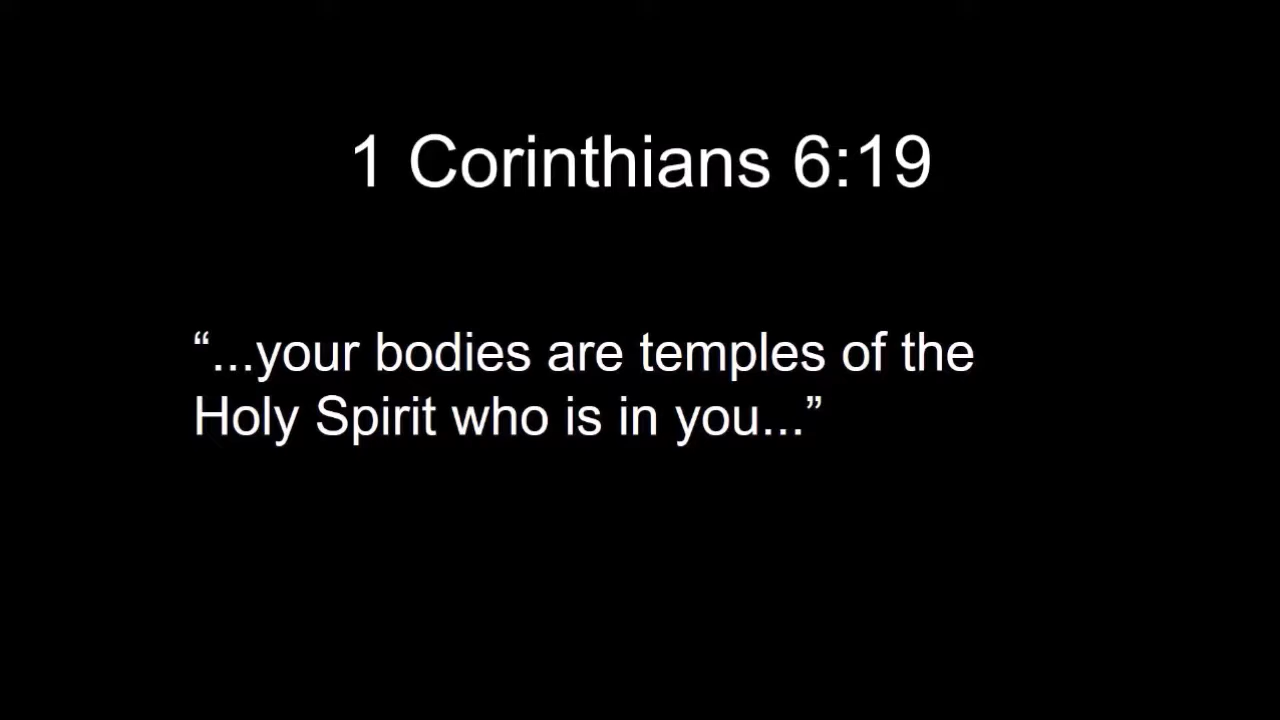 1 Corinthians 6:19
“...your bodies are temples of the
Holy Spirit who is in you...”